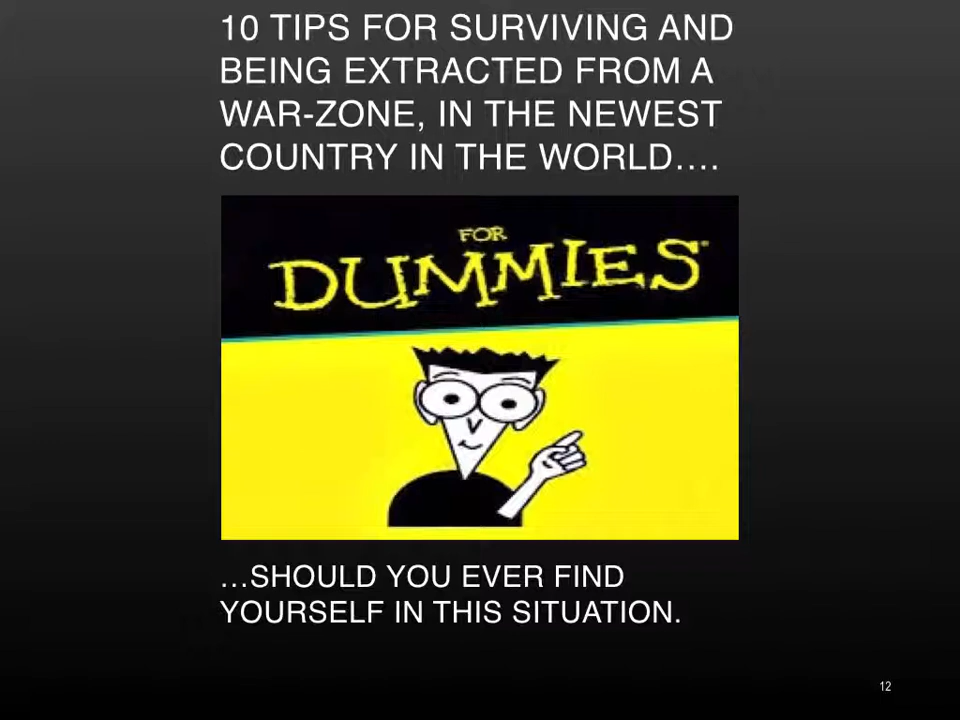 10 TIPS FOR SURVIVING AND
BEING EXTRACTED FROM A
WAR-ZONE, IN THE NEWEST
COUNTRY IN THE WORLD….
FOR
DUMMIES
…SHOULD YOU EVER FIND
YOURSELF IN THIS SITUATION.
12